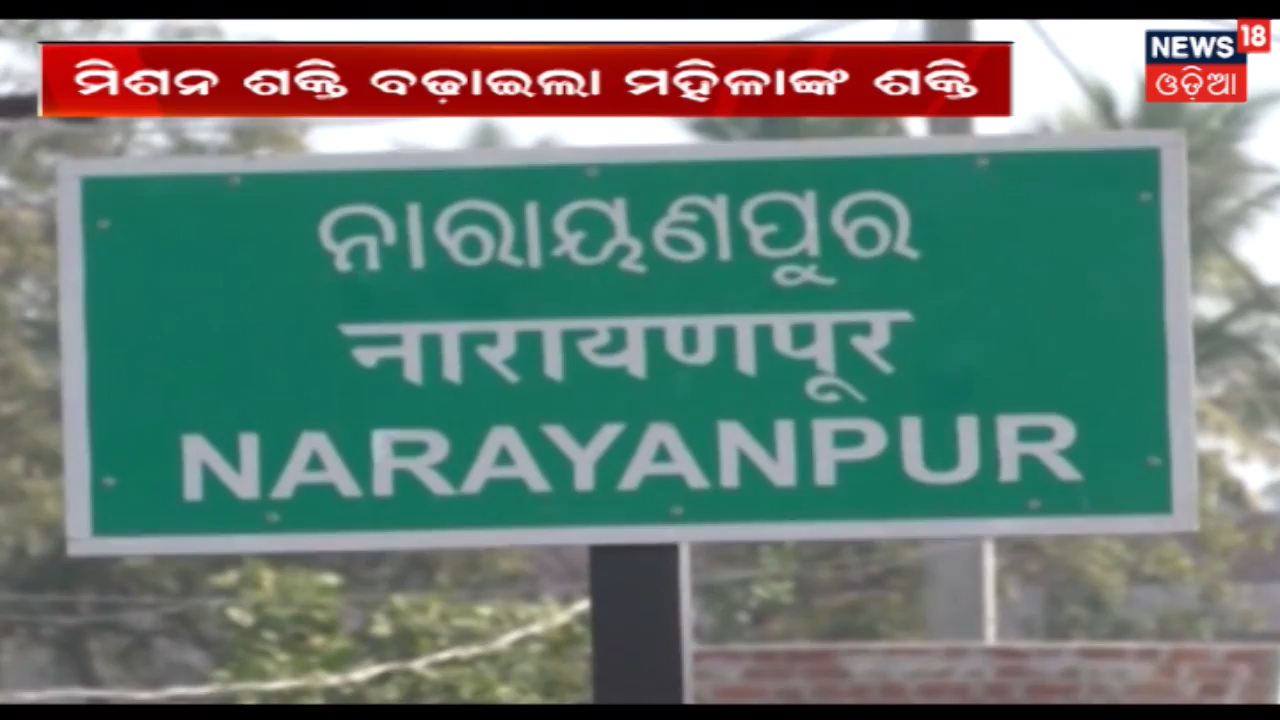 ମିଶନ ଶକ୍ତି ବଢ଼ାଇଲା ମହିଳାଙ୍କ ଶକ୍ତି
NEWS 18
ଓଡ଼ିଆ
ନାରାୟଣପୁର
नारायणपूर
NARAYANPUR